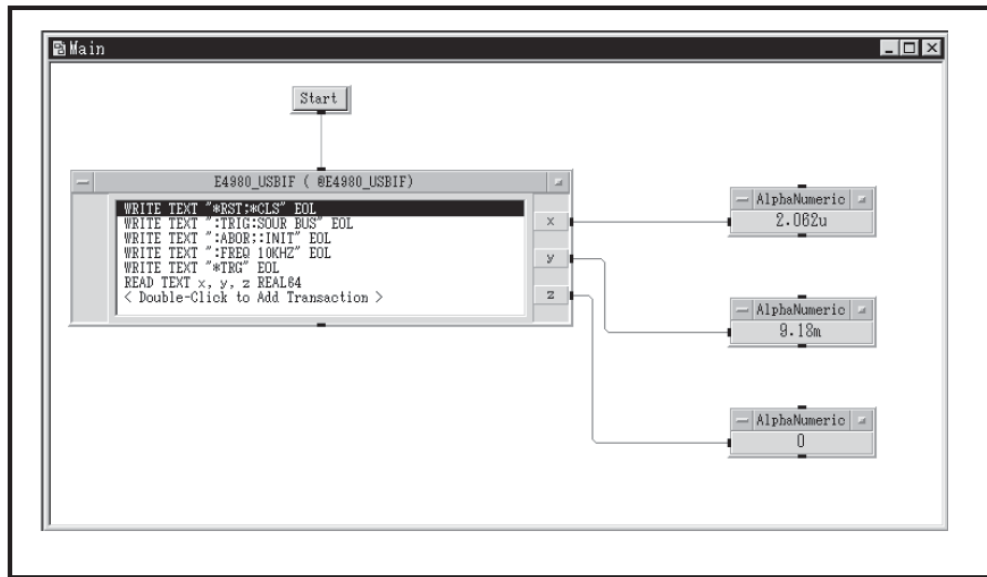 Main
Start
E4980_USBIF ( @E4980_USBIF)
WRITE TEXT "*RST;*CLS" EOL
WRITE TEXT ":TRIG:SOUR BUS" EOL
WRITE TEXT ":ABOR;:INIT" EOL
WRITE TEXT ":FREQ 10KHZ" EOL
WRITE TEXT "*TRG" EOL
READ TEXT x, y, z REAL64
< Double-Click to Add Transaction >
x
y
z
AlphaNumeric
2.062u
AlphaNumeric
9.18m
AlphaNumeric
0